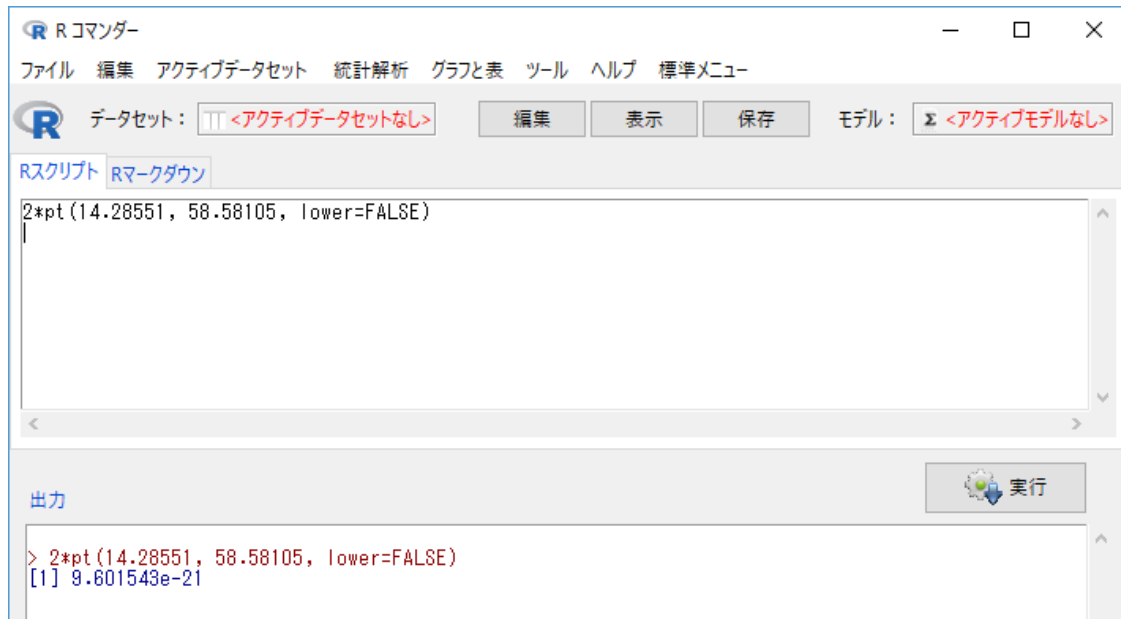 R コマンダー
ファイル 編集 アクティブデータセット 統計解析 グラフと表 ツール ヘルプ 標準メニュー
R データセット： <アクティブデータセットなし> 編集 表示 保存 モデル： Σ <アクティブモデルなし>
Rスクリプト Rマークダウン
2*pt(14.28551, 58.58105, lower=FALSE)
実行
出力
> 2*pt(14.28551, 58.58105, lower=FALSE)
[1] 9.601543e-21